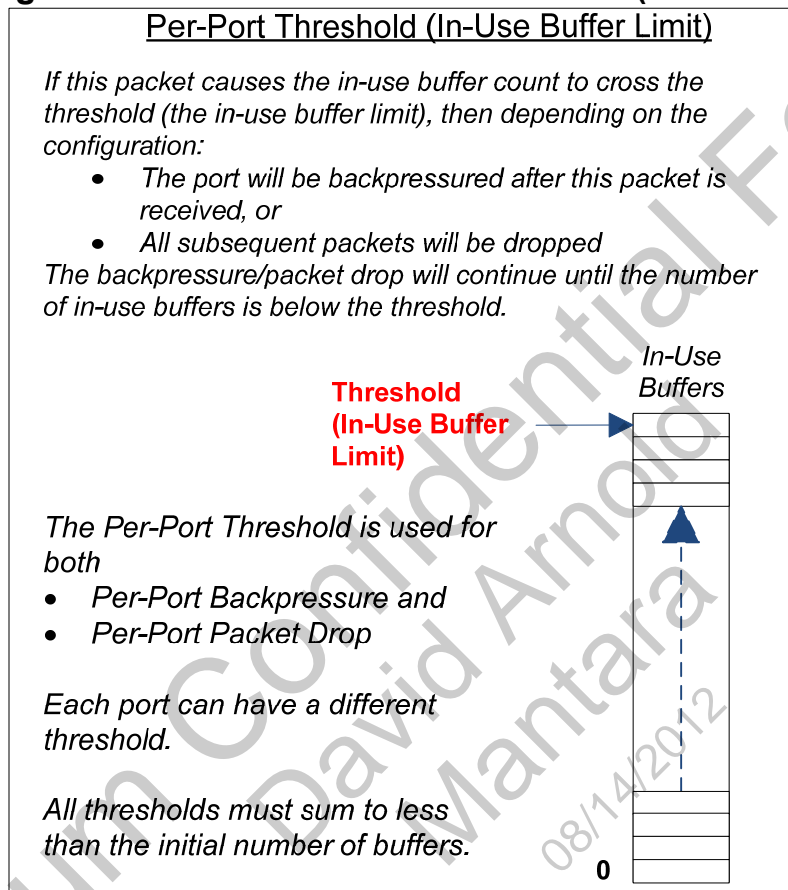 Per-Port Threshold (In-Use Buffer Limit)
If this packet causes the in-use buffer count to cross the
threshold (the in-use buffer limit), then depending on the
configuration:
• The port will be backpressured after this packet is
received, or
• All subsequent packets will be dropped
The backpressure/packet drop will continue until the number
of in-use buffers is below the threshold.
In-Use
Buffers
Threshold
(In-Use Buffer
Limit)
The Per-Port Threshold is used for
both
• Per-Port Backpressure and
• Per-Port Packet Drop
Each port can have a different
threshold.
All thresholds must sum to less
than the initial number of buffers.
0
Confidential
David Arnold
Mantara
08/14/2012